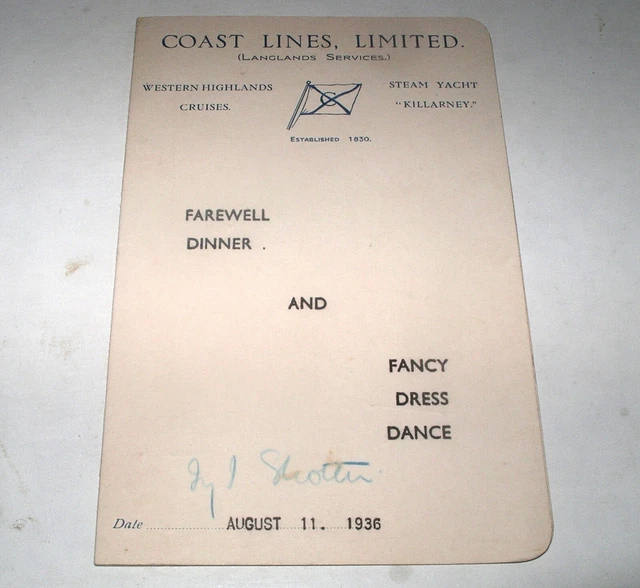 COAST LINES, LIMITED.
(LANGLANDS SERVICES.)
WESTERN HIGHLANDS
CRUISES.
C
STEAM YACHT
"KILLARNEY."
ESTABLISHED 1830.
FAREWELL
DINNER .
AND
FANCY
DRESS
DANCE
Date AUGUST 11. 1936